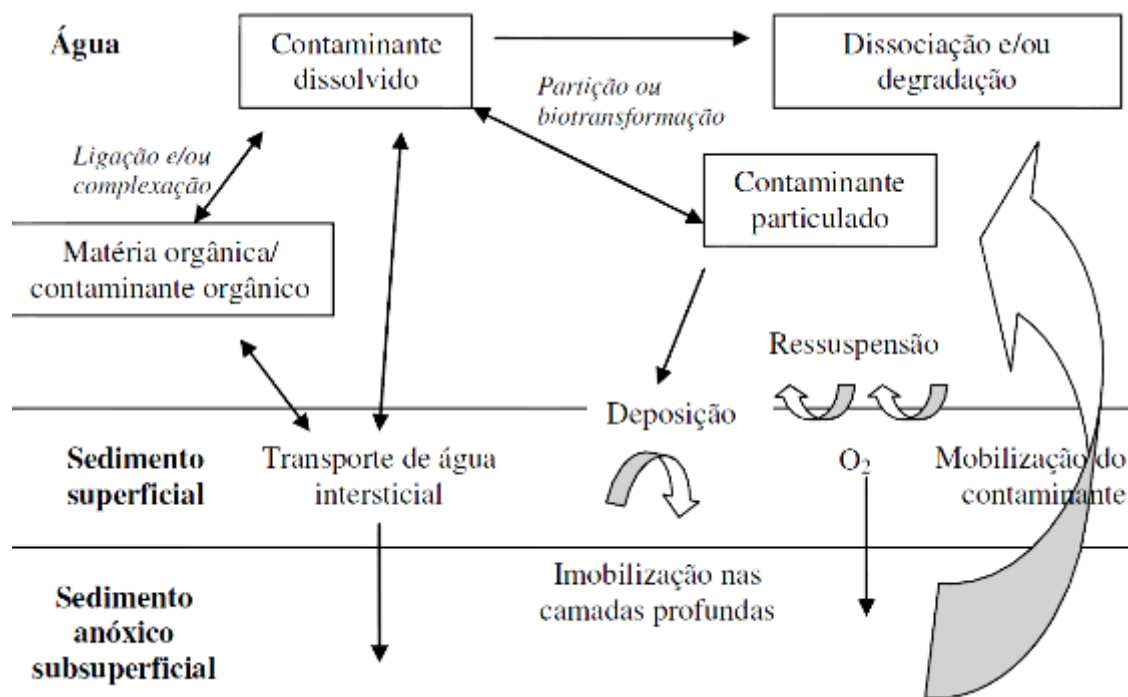 Água
Contaminante
dissolvido
Dissociação e/ou
degradação
Partição ou
biotransformação
Ligação e/ou
complexação
Contaminante
particulado
Matéria orgânica/
contaminante orgânico
Ressuspensão
Deposição
Sedimento
superficial
Transporte de água
intersticial
O2
Mobilização do
contaminante
Sedimento
anóxico
subsuperficial
Imobilização nas
camadas profundas